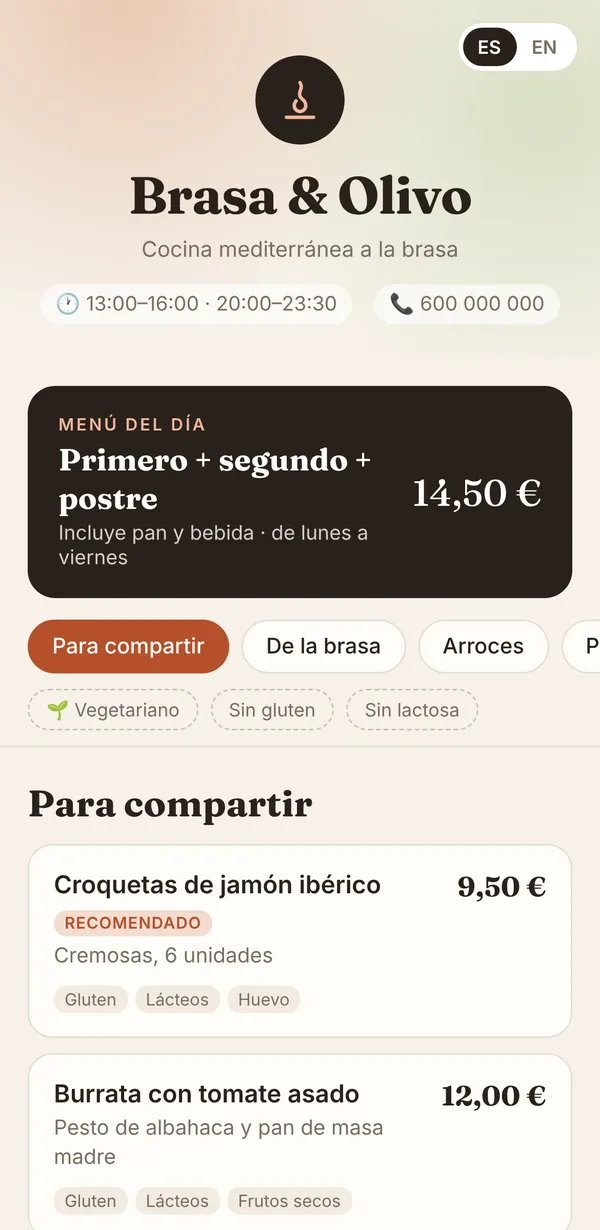 ES EN
Brasa & Olivo
Cocina mediterránea a la brasa
13:00–16:00 · 20:00–23:30 600 000 000
MENÚ DEL DÍA
Primero + segundo +
postre
14,50 €
Incluye pan y bebida · de lunes a
viernes
Para compartir De la brasa Arroces P
Vegetariano Sin gluten Sin lactosa
Para compartir
Croquetas de jamón ibérico 9,50 €
RECOMENDADO
Cremosas, 6 unidades
Gluten Lácteos Huevo
Burrata con tomate asado 12,00 €
Pesto de albahaca y pan de masa
madre
Gluten Lácteos Frutos secos